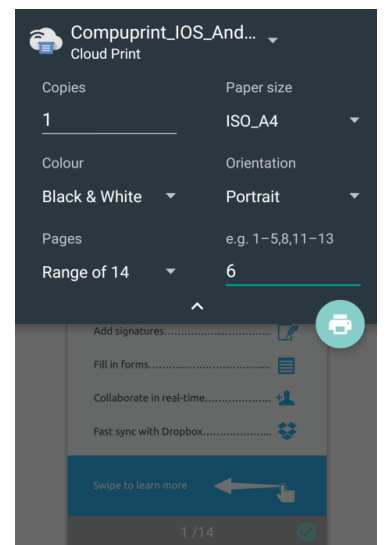 Compuprint_IOS_And...
Cloud Print
Copies
Paper size
1
ISO_A4
Colour
Orientation
Black & White
Portrait
Pages
e.g. 1–5,8,11–13
Range of 14
6
Add signatures..............................
Fill in forms..................................
Collaborate in real-time...................
Fast sync with Dropbox....................
Swipe to learn more
1 /14